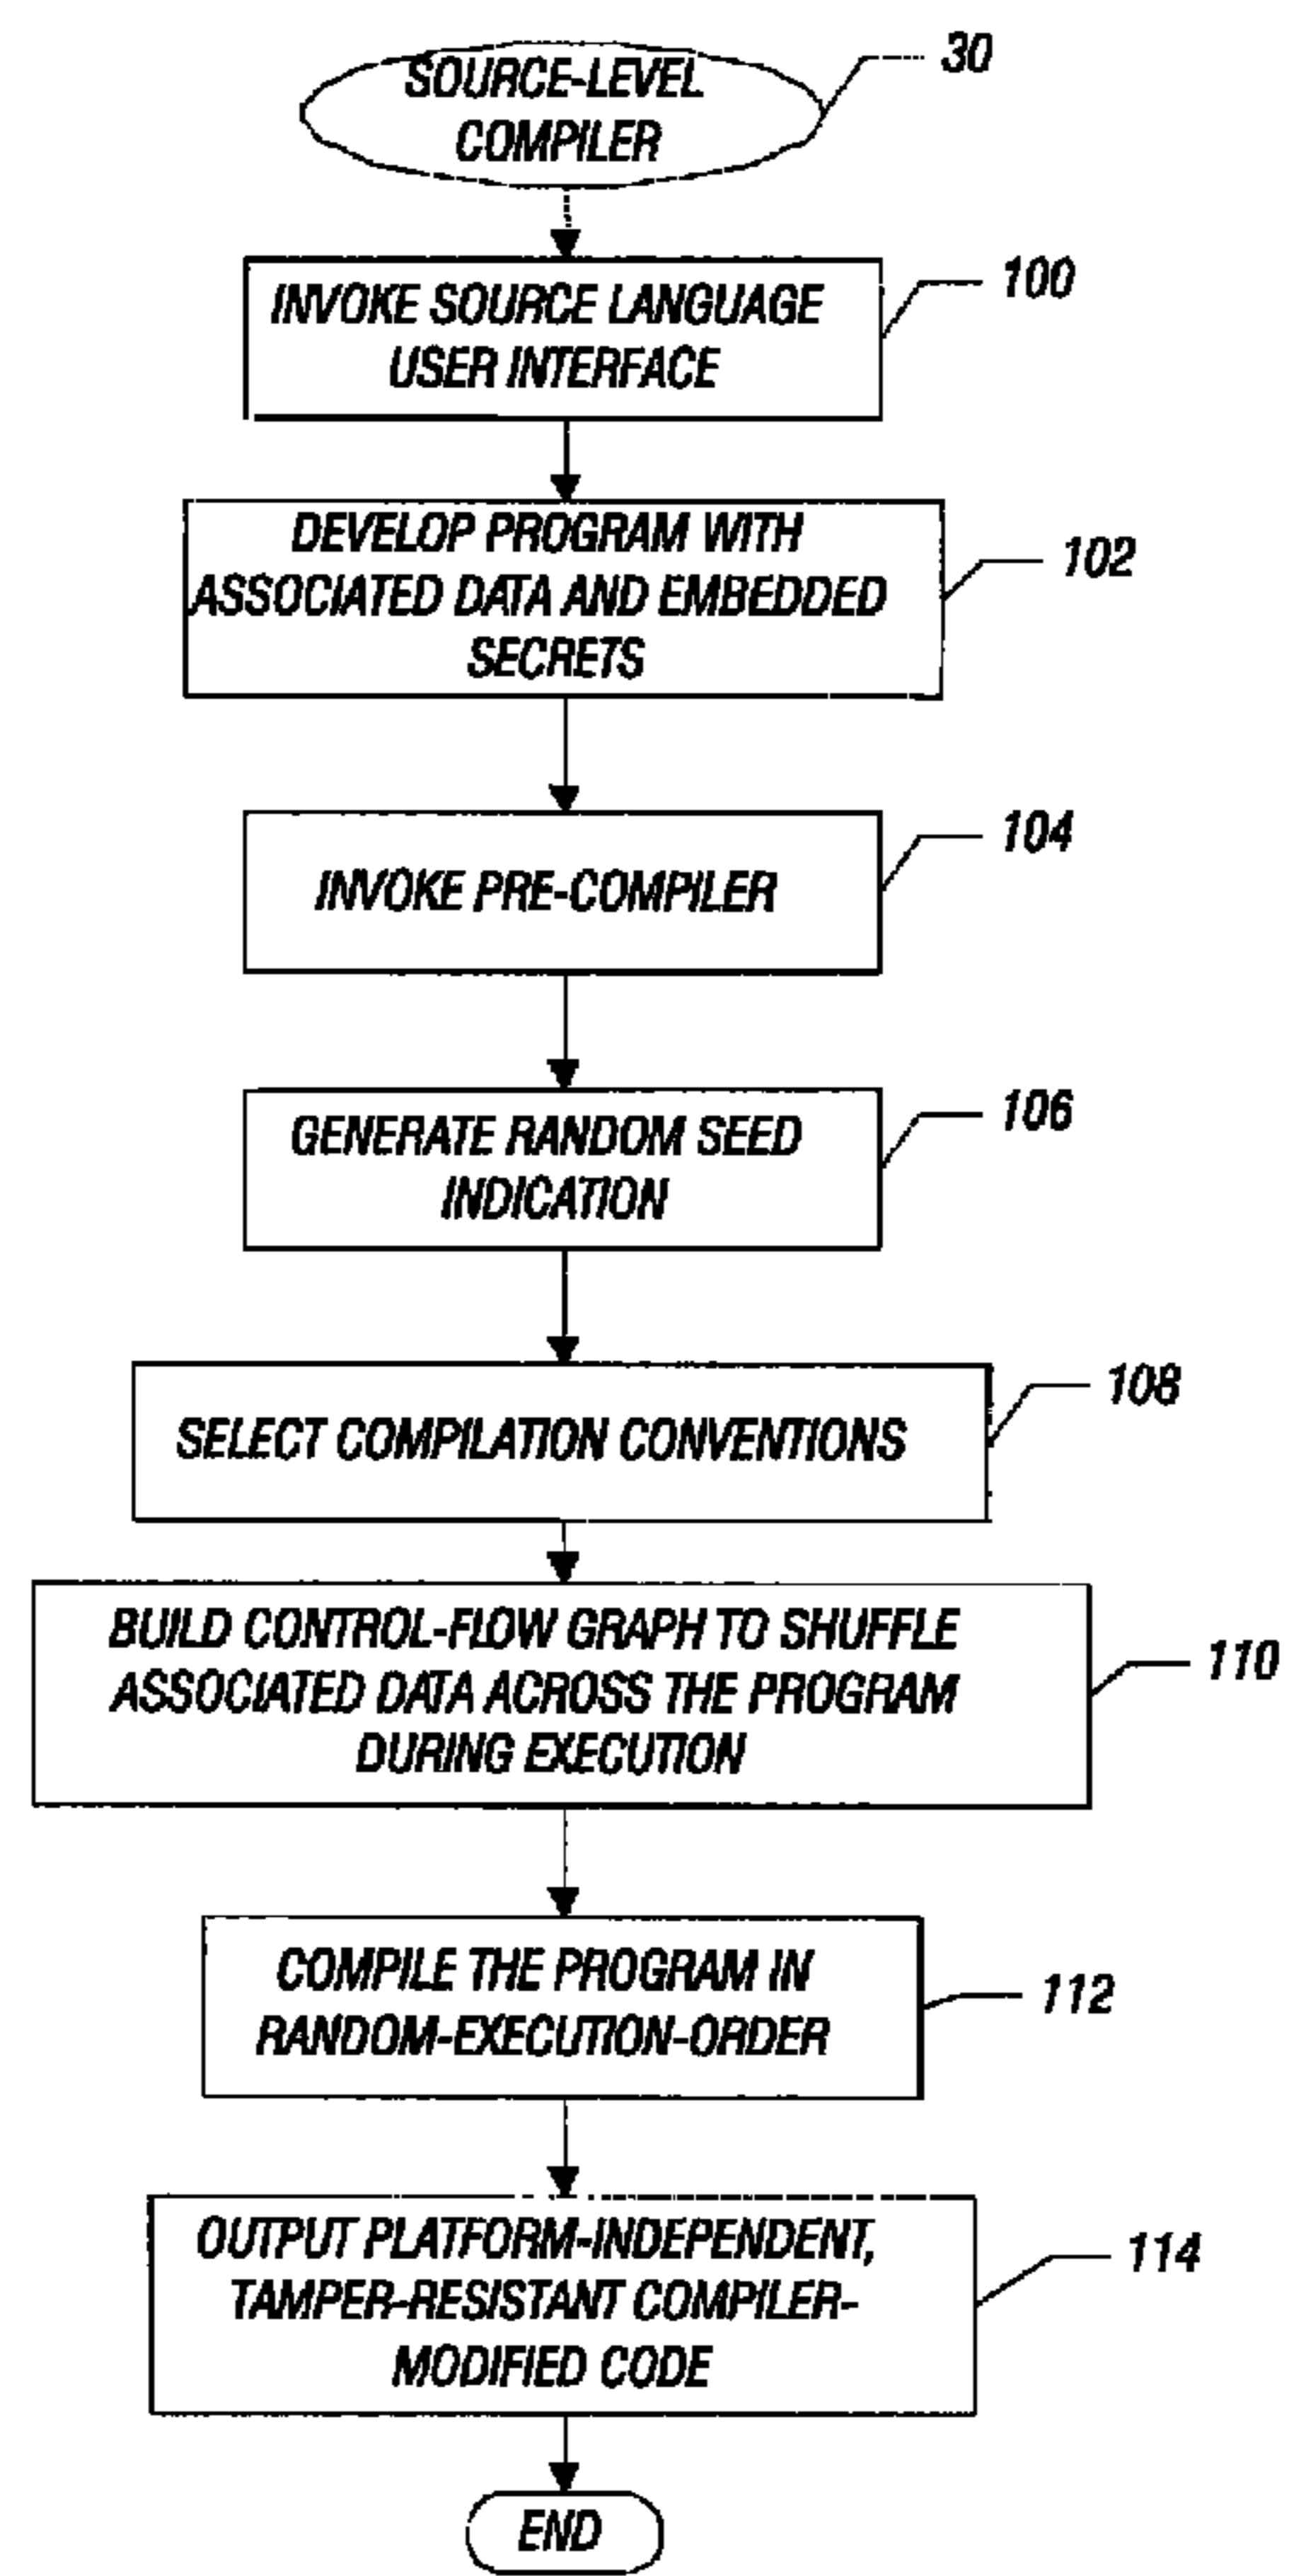 SOURCE-LEVEL
COMPILER
30
INVOKE SOURCE LANGUAGE
USER INTERFACE
100
DEVELOP PROGRAM WITH
ASSOCIATED DATA AND EMBEDDED
SECRETS
102
INVOKE PRE-COMPILER
104
GENERATE RANDOM SEED
INDICATION
106
SELECT COMPILATION CONVENTIONS
108
BUILD CONTROL-FLOW GRAPH TO SHUFFLE
ASSOCIATED DATA ACROSS THE PROGRAM
DURING EXECUTION
110
COMPILE THE PROGRAM IN
RANDOM-EXECUTION-ORDER
112
OUTPUT PLATFORM-INDEPENDENT,
TAMPER-RESISTANT COMPILER-
MODIFIED CODE
114
END